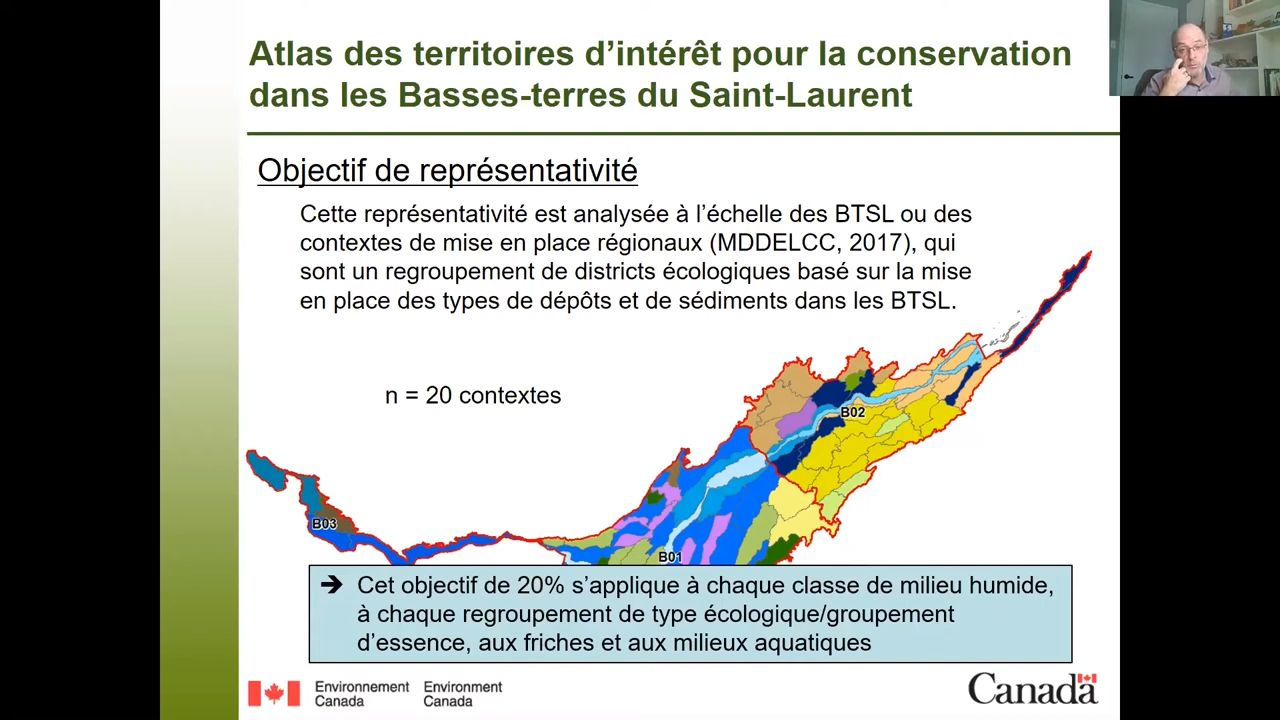 Atlas des territoires d’intérêt pour la conservation
dans les Basses-terres du Saint-Laurent
Objectif de représentativité
Cette représentativité est analysée à l’échelle des BTSL ou des
contextes de mise en place régionaux (MDDELCC, 2017), qui
sont un regroupement de districts écologiques basé sur la mise
en place des types de dépôts et de sédiments dans les BTSL.
n = 20 contextes
B02
B03
B01
➔ Cet objectif de 20% s’applique à chaque classe de milieu humide,
à chaque regroupement de type écologique/groupement
d’essence, aux friches et aux milieux aquatiques
Environnement Environment
Canada Canada
Canada